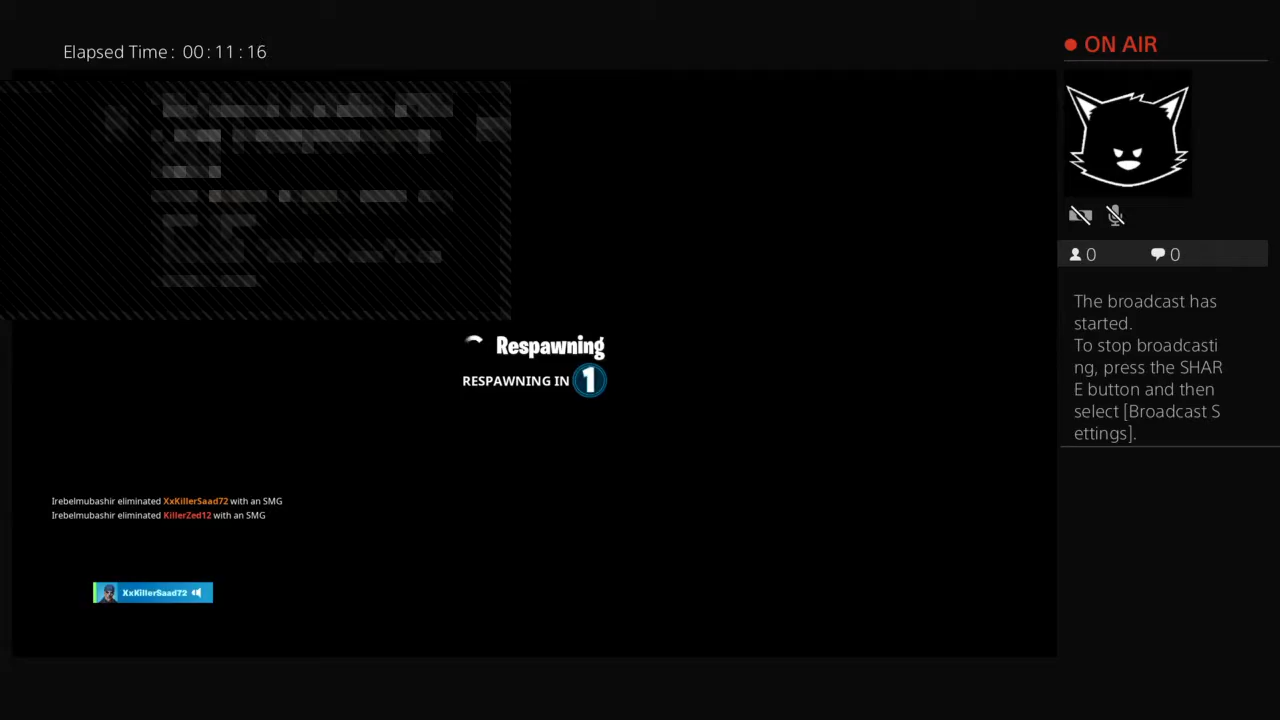 Elapsed Time: 00:11:16
ON AIR
0 0
The broadcast has
started.
To stop broadcasti
ng, press the SHAR
E button and then
select [Broadcast S
ettings].
Respawning
RESPAWNING IN 1
Irebelmubashir eliminated XxKillerSaad72 with an SMG
Irebelmubashir eliminated KillerZed12 with an SMG
XxKillerSaad72